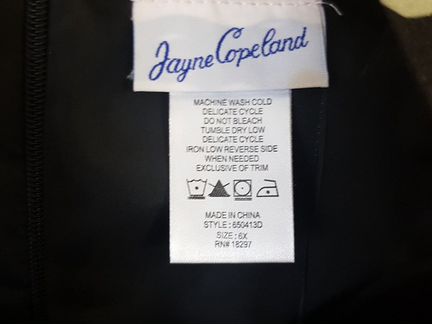 Jayne Copeland
MACHINE WASH COLD
DELICATE CYCLE
DO NOT BLEACH
TUMBLE DRY LOW
DELICATE CYCLE
IRON LOW REVERSE SIDE
WHEN NEEDED
EXCLUSIVE OF TRIM
MADE IN CHINA
STYLE : 650413D
SIZE : 6X
RN# 18297